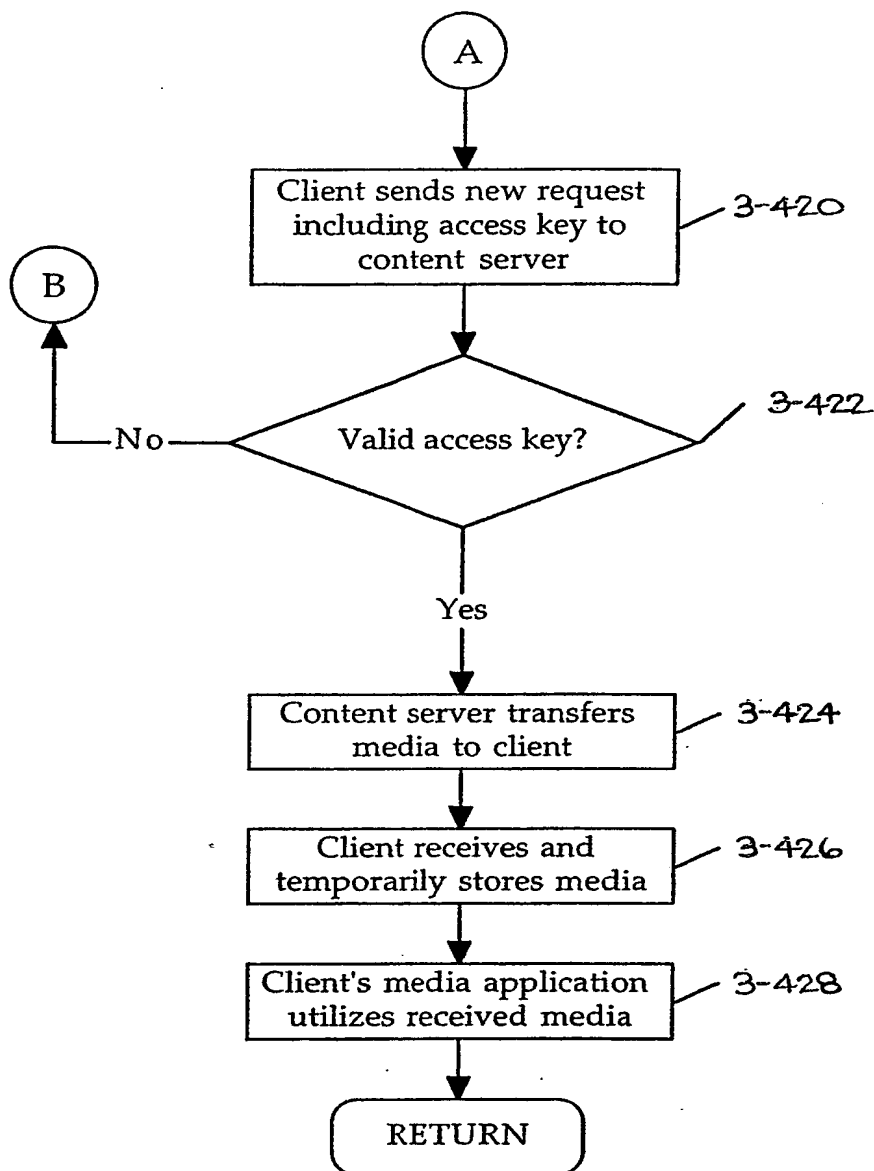 A
Client sends new request
including access key to
content server
3-420
B
Valid access key?
3-422
No
Yes
Content server transfers
media to client
3-424
Client receives and
temporarily stores media
3-426
Client's media application
utilizes received media
3-428
RETURN